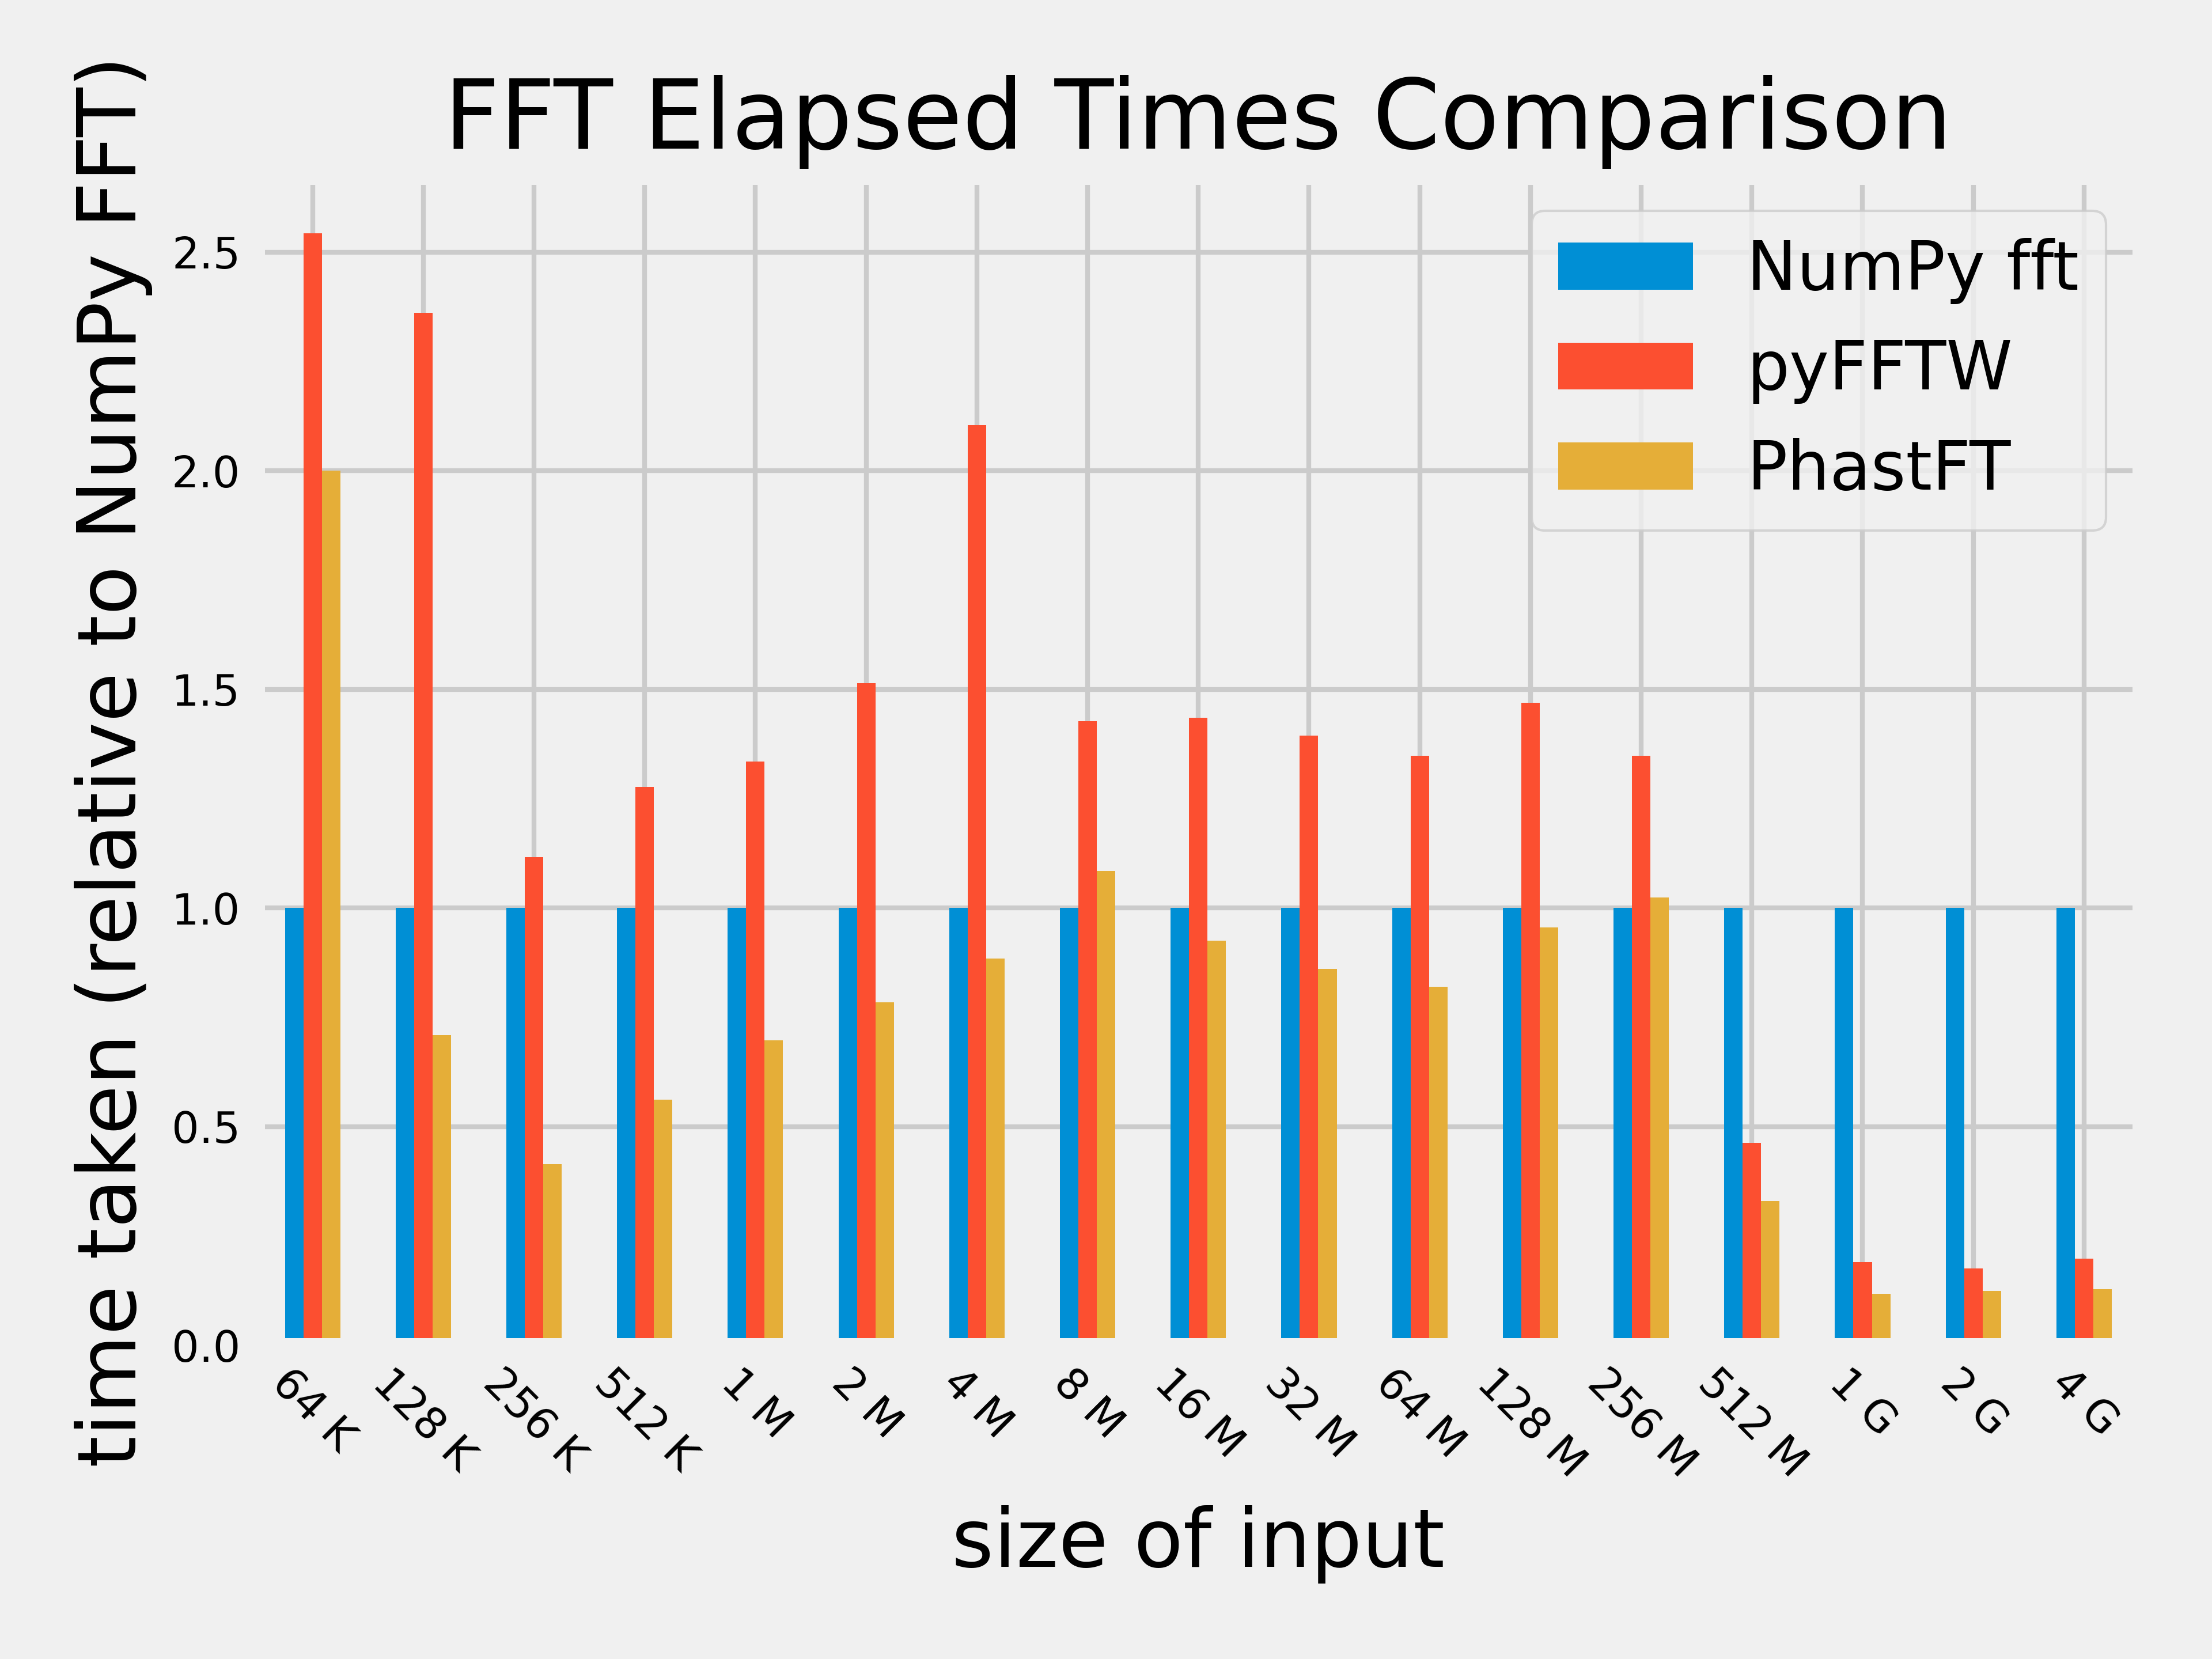 FFT Elapsed Times Comparison
time taken (relative to NumPy FFT)
2.5
2.0
1.5
1.0
0.5
0.0
NumPy fft
pyFFTW
PhastFT
64 K
128 K
256 K
512 K
1 M
2 M
4 M
8 M
16 M
32 M
64 M
128 M
256 M
512 M
1 G
2 G
4 G
size of input